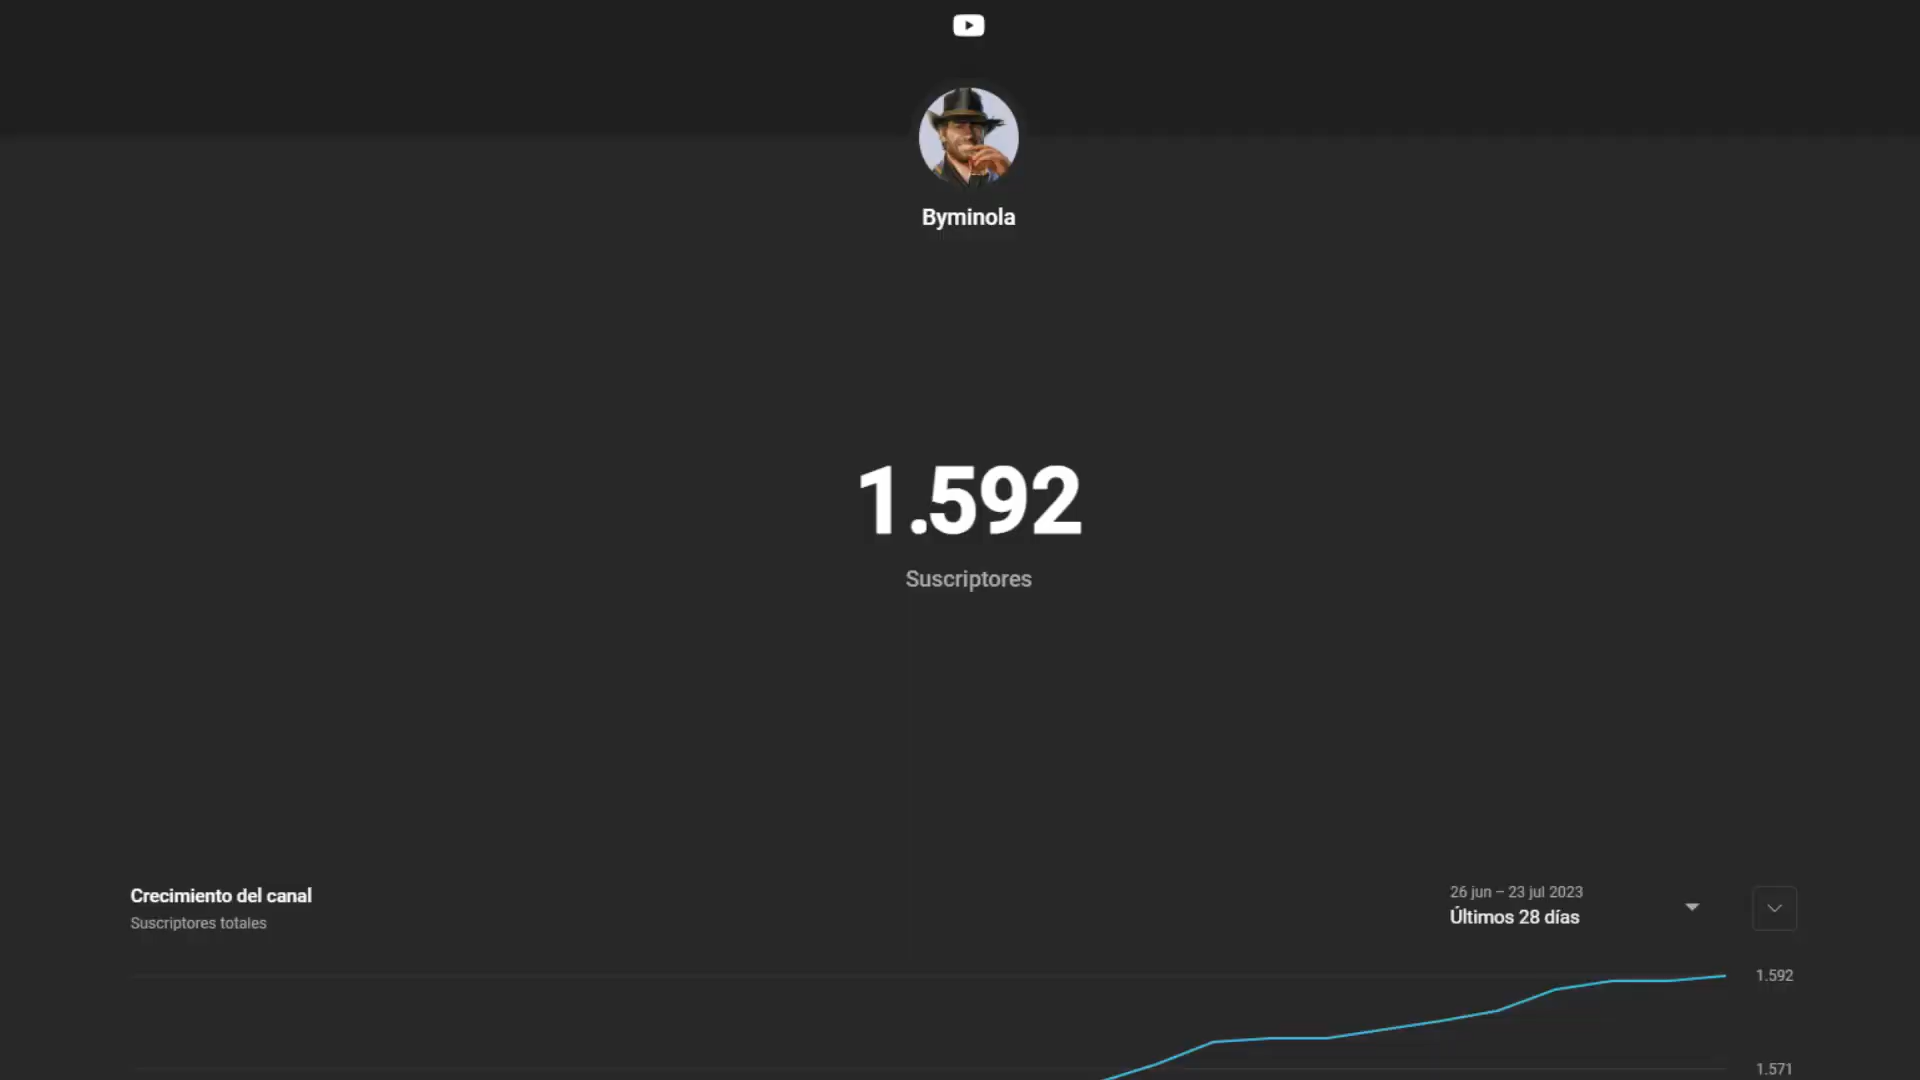 Byminola
1.592
Suscriptores
Crecimiento del canal
Suscriptores totales
26 jun – 23 jul 2023
Últimos 28 días
1.592
1.571